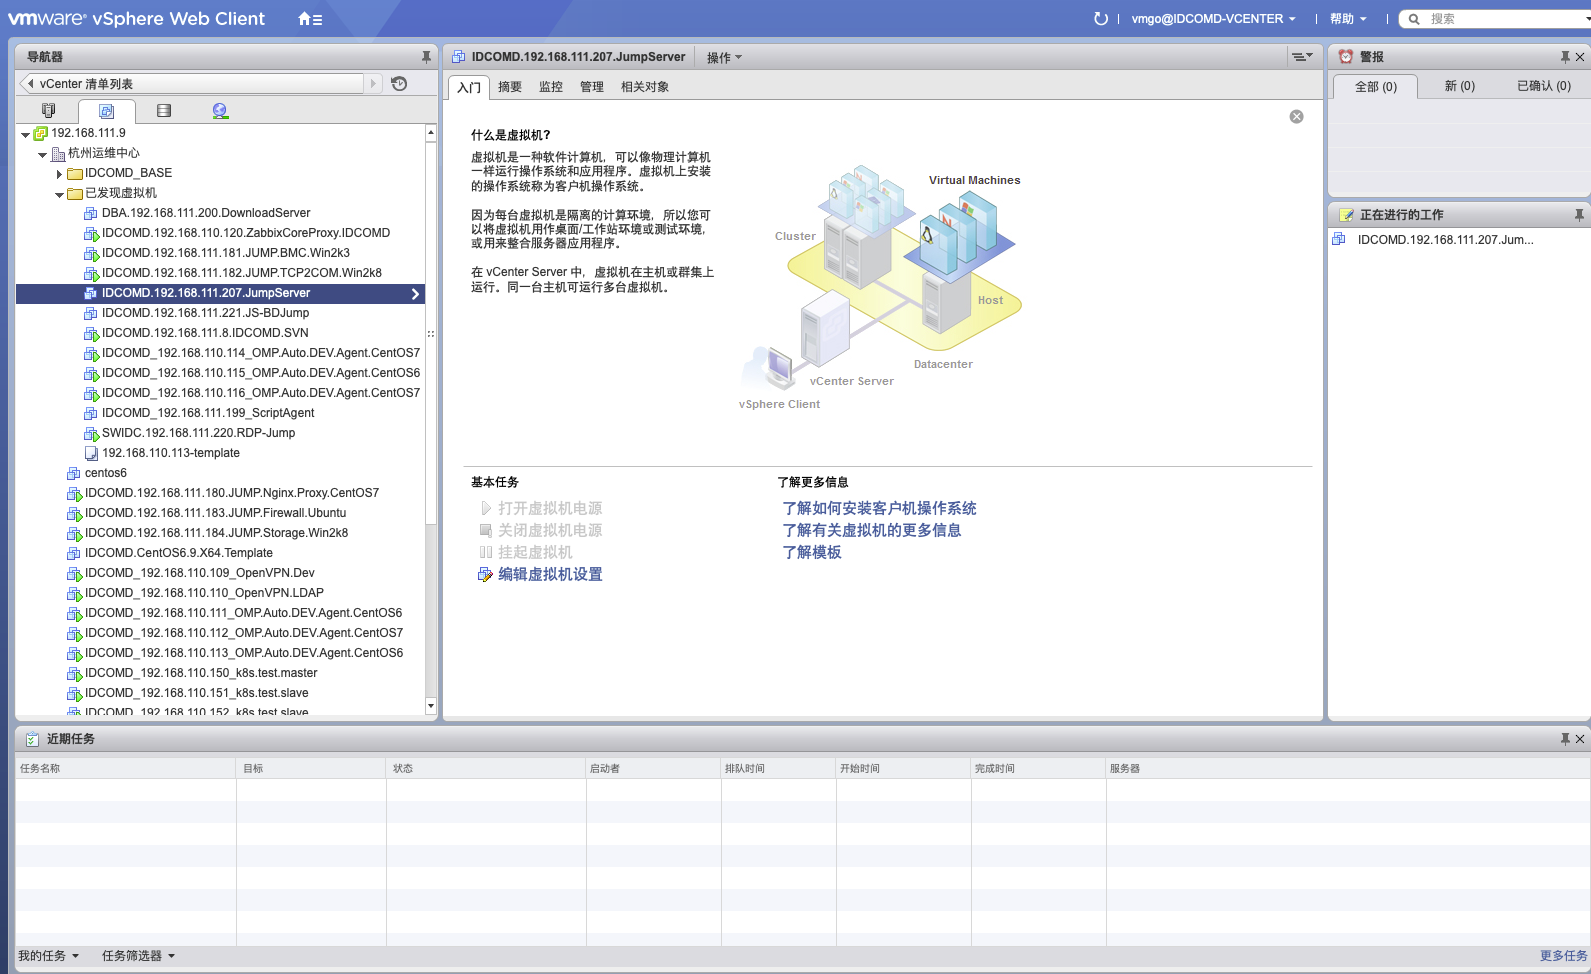 vmware® vSphere Web Client
vmgo@IDCOMD-VCENTER
帮助
搜索
导航器
vCenter 清单列表
192.168.111.9
杭州运维中心
IDCOMD_BASE
已发现虚拟机
DBA.192.168.111.200.DownloadServer
IDCOMD.192.168.110.120.ZabbixCoreProxy.IDCOMD
IDCOMD.192.168.111.181.JUMP.BMC.Win2k3
IDCOMD.192.168.111.182.JUMP.TCP2COM.Win2k8
IDCOMD.192.168.111.207.JumpServer
IDCOMD.192.168.111.221.JS-BDJump
IDCOMD.192.168.111.8.IDCOMD.SVN
IDCOMD_192.168.110.114_OMP.Auto.DEV.Agent.CentOS7
IDCOMD_192.168.110.115_OMP.Auto.DEV.Agent.CentOS6
IDCOMD_192.168.110.116_OMP.Auto.DEV.Agent.CentOS7
IDCOMD_192.168.111.199_ScriptAgent
SWIDC.192.168.111.220.RDP-Jump
192.168.110.113-template
centos6
IDCOMD.192.168.111.180.JUMP.Nginx.Proxy.CentOS7
IDCOMD.192.168.111.183.JUMP.Firewall.Ubuntu
IDCOMD.192.168.111.184.JUMP.Storage.Win2k8
IDCOMD.CentOS6.9.X64.Template
IDCOMD_192.168.110.109_OpenVPN.Dev
IDCOMD_192.168.110.110_OpenVPN.LDAP
IDCOMD_192.168.110.111_OMP.Auto.DEV.Agent.CentOS6
IDCOMD_192.168.110.112_OMP.Auto.DEV.Agent.CentOS7
IDCOMD_192.168.110.113_OMP.Auto.DEV.Agent.CentOS6
IDCOMD_192.168.110.150_k8s.test.master
IDCOMD_192.168.110.151_k8s.test.slave
IDCOMD_192.168.110.152_k8s.test.slave
IDCOMD.192.168.111.207.JumpServer
操作
入门
摘要
监控
管理
相关对象
什么是虚拟机?
虚拟机是一种软件计算机，可以像物理计算机
一样运行操作系统和应用程序。虚拟机上安装
的操作系统称为客户机操作系统。
因为每台虚拟机是隔离的计算环境，所以您可
以将虚拟机用作桌面/工作站环境或测试环境，
或用来整合服务器应用程序。
在 vCenter Server 中，虚拟机在主机或群集上
运行。同一台主机可运行多台虚拟机。
Virtual Machines
Cluster
Host
Datacenter
vCenter Server
vSphere Client
基本任务
打开虚拟机电源
关闭虚拟机电源
挂起虚拟机
编辑虚拟机设置
了解更多信息
了解如何安装客户机操作系统
了解有关虚拟机的更多信息
了解模板
警报
全部 (0)
新 (0)
已确认 (0)
正在进行的工作
IDCOMD.192.168.111.207.Jum...
近期任务
任务名称
目标
状态
启动者
排队时间
开始时间
完成时间
服务器
我的任务
任务筛选器
更多任务